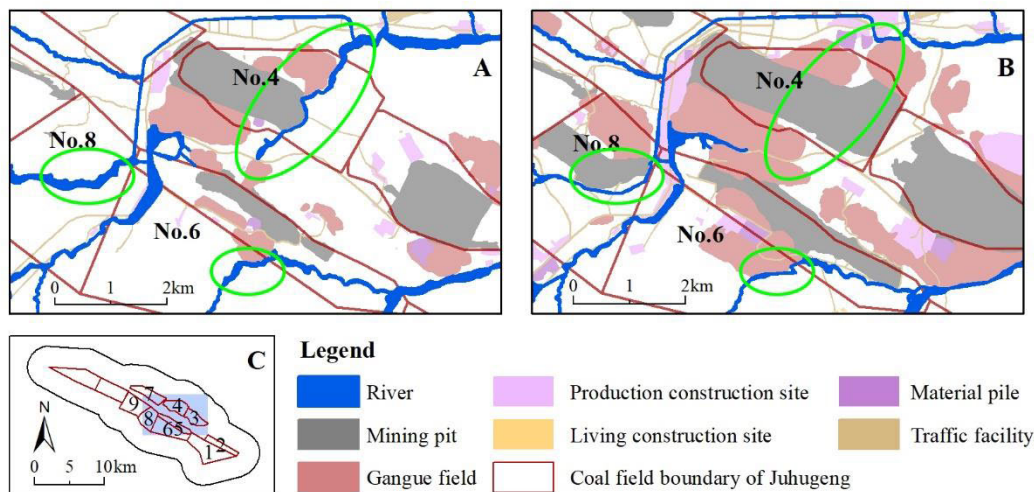 A
No.4
No.8
No.6
0 1 2km
B
No.4
No.8
No.6
0 1 2km
C
N
7
4
9
3
8
65
2
1
0 5 10km
Legend
River
Production construction site
Material pile
Mining pit
Living construction site
Traffic facility
Gangue field
Coal field boundary of Juhugeng